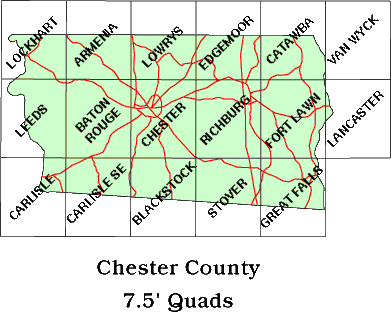 LOCKHART
ARMENIA
LOWRYS
EDGEMOOR
CATAWBA
VAN WYCK
LEEDS
BATON
ROUGE
CHESTER
RICHBURG
FORT LAWN
LANCASTER
CARLISLE
CARLISLE SE
BLACKSTOCK
STOVER
GREAT FALLS
Chester County
7.5' Quads